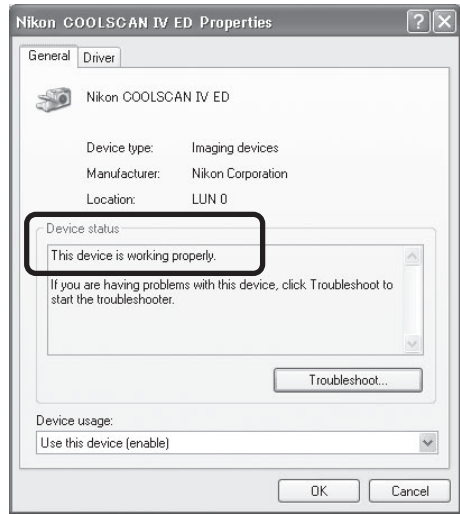 Nikon COOLSCAN IV ED Properties
General Driver
Nikon COOLSCAN IV ED
Device type: Imaging devices
Manufacturer: Nikon Corporation
Location: LUN 0
Device status
This device is working properly.
If you are having problems with this device, click Troubleshoot to
start the troubleshooter.
Troubleshoot...
Device usage:
Use this device (enable)
OK Cancel